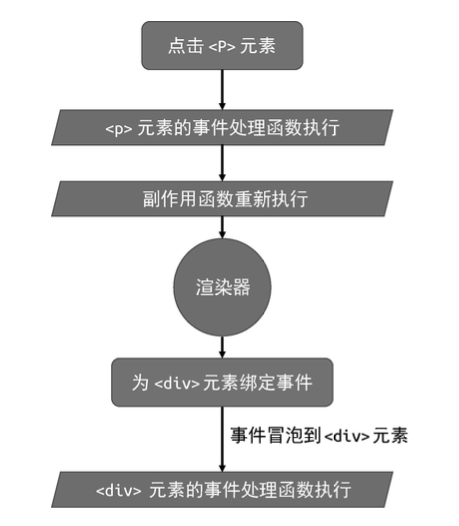 点击 <P> 元素
<p> 元素的事件处理函数执行
副作用函数重新执行
渲染器
为 <div> 元素绑定事件
事件冒泡到 <div> 元素
<div> 元素的事件处理函数执行